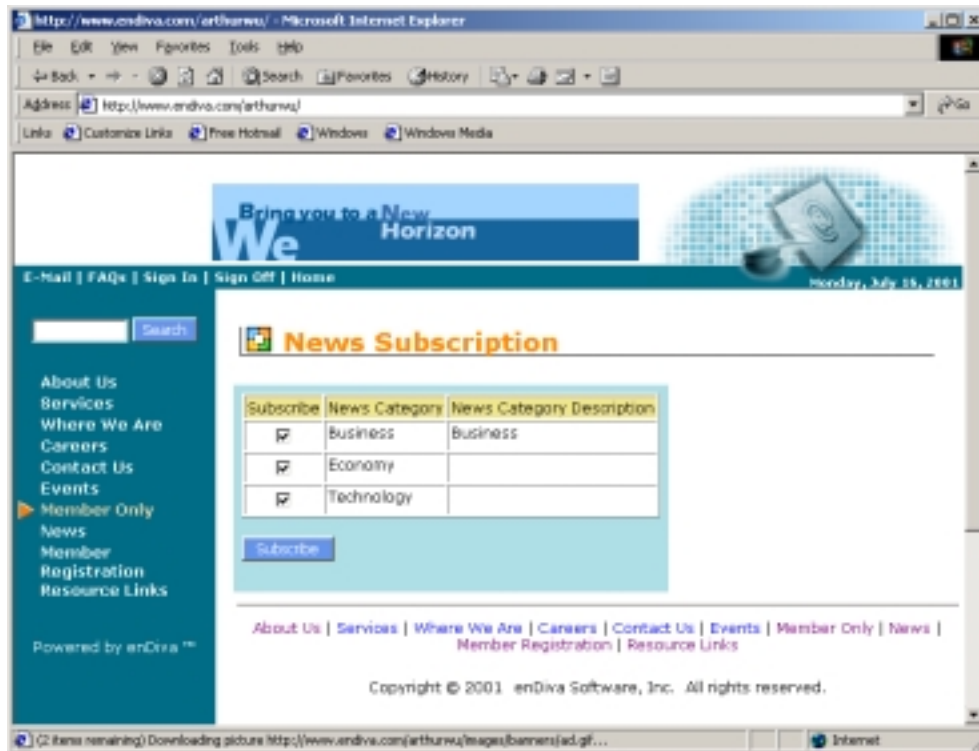 http://www.endiva.com/arthurwu/ - Microsoft Internet Explorer
File Edit View Favorites Tools Help
Back Search Favorites History
Address http://www.endiva.com/arthurwu/ Go
Links Customize Links Free Hotmail Windows Windows Media
Bring you to a New
We Horizon
E-Mail | FAQs | Sign In | Sign Off | Home
Monday, July 16, 2001
Search
News Subscription
About Us
Services
Where We Are
Careers
Contact Us
Events
Member Only
News
Member
Registration
Resource Links
Powered by enDiva ™
Subscribe News Category News Category Description
Business Business
Economy
Technology
Subscribe
About Us | Services | Where We Are | Careers | Contact Us | Events | Member Only | News |
Member Registration | Resource Links
Copyright © 2001 enDiva Software, Inc. All rights reserved.
(2 items remaining) Downloading picture http://www.endiva.com/arthurwu/images/banners/ad.gif... Internet